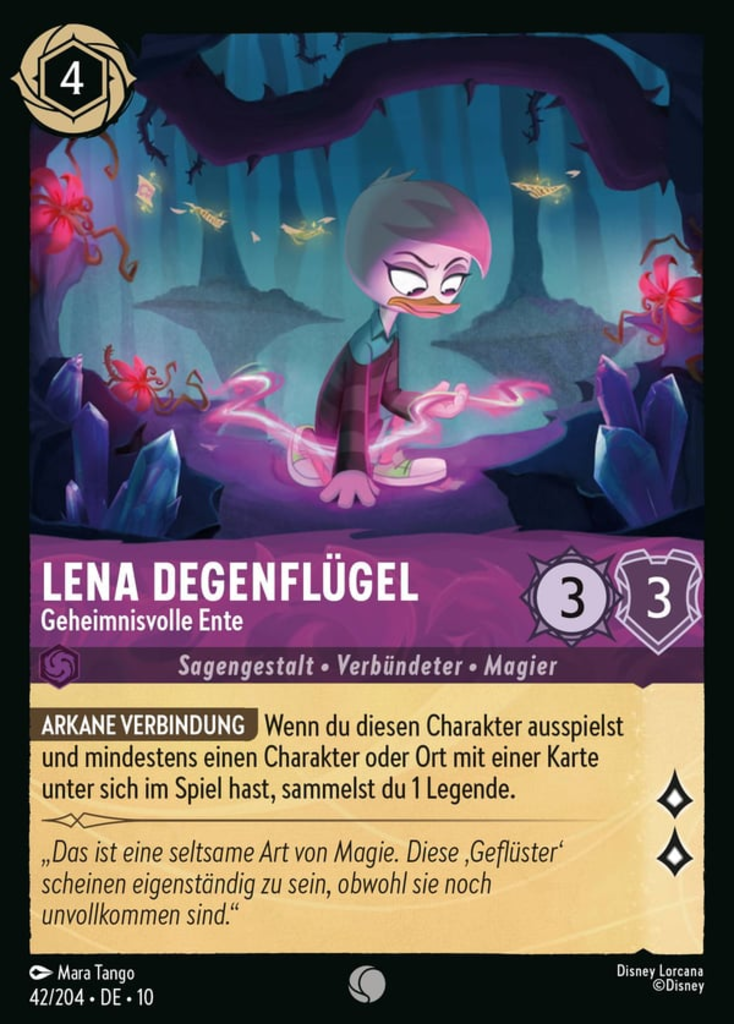 4
LENA DEGENFLÜGEL
Geheimnisvolle Ente
3
3
Sagengestalt • Verbündeter • Magier
ARKANE VERBINDUNG Wenn du diesen Charakter ausspielst
und mindestens einen Charakter oder Ort mit einer Karte
unter sich im Spiel hast, sammelst du 1 Legende.
„Das ist eine seltsame Art von Magie. Diese ‚Geflüster‘
scheinen eigenständig zu sein, obwohl sie noch
unvollkommen sind.“
Mara Tango
42/204 • DE • 10
Disney Lorcana
©Disney